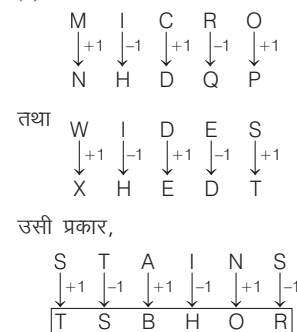 M I C R O
+1 –1 +1 –1 +1
N H D Q P
तथा
W I D E S
+1 –1 +1 –1 +1
X H E D T
उसी प्रकार,
S T A I N S
+1 –1 +1 –1 +1 –1
T S B H O R